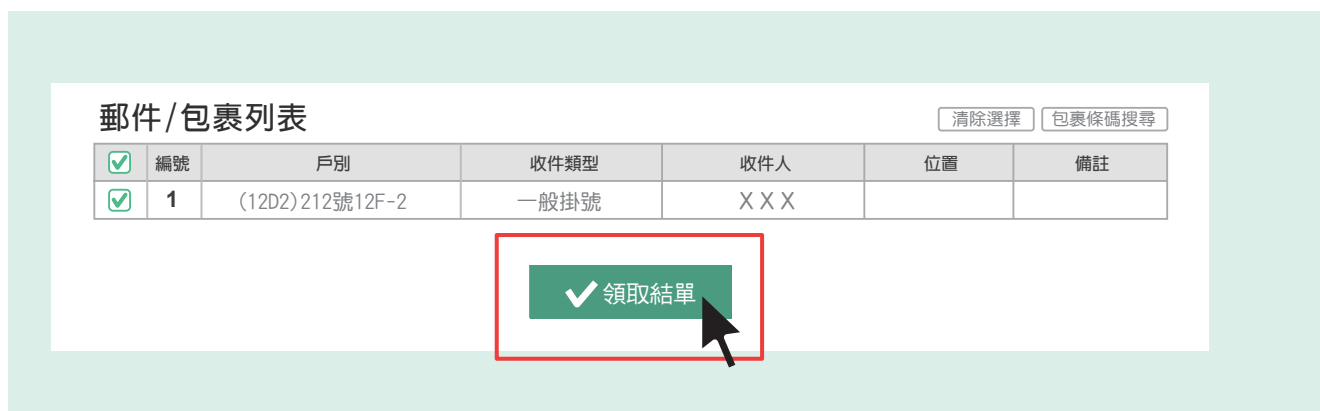 郵件/包裹列表 清除選擇 包裹條碼搜尋
編號 戶別 收件類型 收件人 位置 備註
1 (12D2)212號12F-2 一般掛號 X X X
領取結單